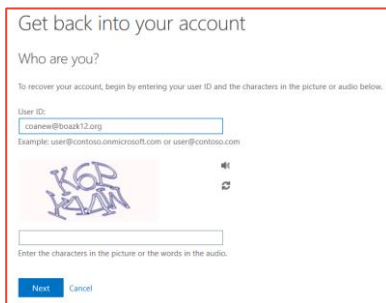 Get back into your account
Who are you?
To recover your account, begin by entering your user ID and the characters in the picture or audio below.
User ID:
coanew@boazk12.org
Example: user@contoso.onmicrosoft.com or user@contoso.com
Enter the characters in the picture or the words in the audio.
Next Cancel